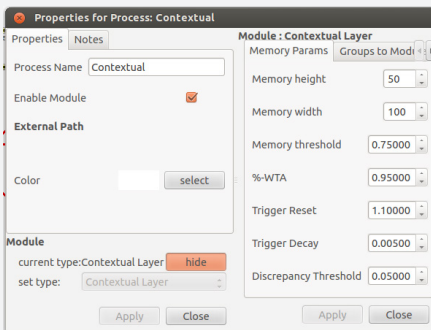 Properties for Process: Contextual
Properties Notes
Process Name Contextual
Enable Module
External Path
Color select
Module
current type:Contextual Layer hide
set type: Contextual Layer
Apply Close
Module : Contextual Layer
Memory Params Groups to Mod
Memory height 50
Memory width 100
Memory threshold 0.75000
%-WTA 0.95000
Trigger Reset 1.10000
Trigger Decay 0.00500
Discrepancy Threshold 0.05000
Apply Close